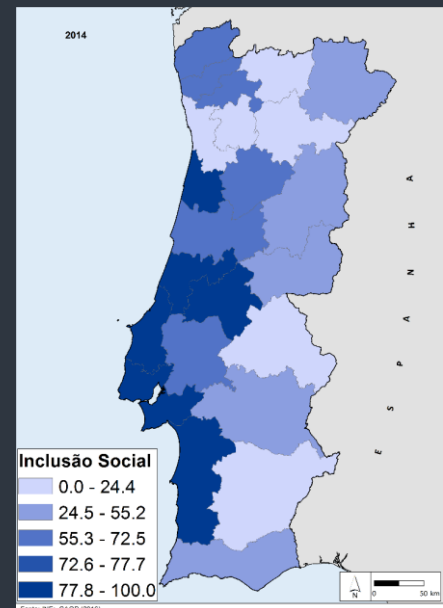 2014
ESPANHA
Inclusão Social
0.0 - 24.4
24.5 - 55.2
55.3 - 72.5
72.6 - 77.7
77.8 - 100.0
N
0 50 km